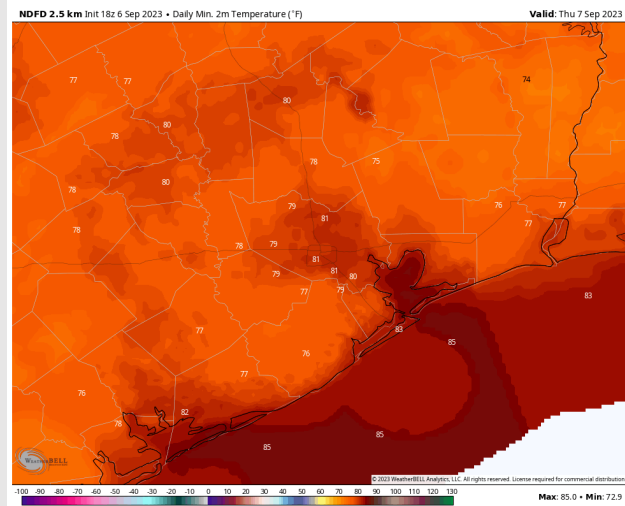 NDFD 2.5 km Init 18z 6 Sep 2023 • Daily Min. 2m Temperature (°F) Valid: Thu 7 Sep 2023
77 77 80 74
80
78
78 75
80
78
79 76 77
81 77
78
78 79
81
79 81 80
77 79 83
77 83
85
76
77
76
82
78
85
85
WeatherBELL
© 2023 WeatherBELL Analytics, LLC. All rights reserved. License required for commercial distribution
-100 -90 -80 -70 -60 -50 -40 -30 -20 -10 0 10 20 30 40 50 60 70 80 90 100 110 120 130
Max: 85.0 • Min: 72.9